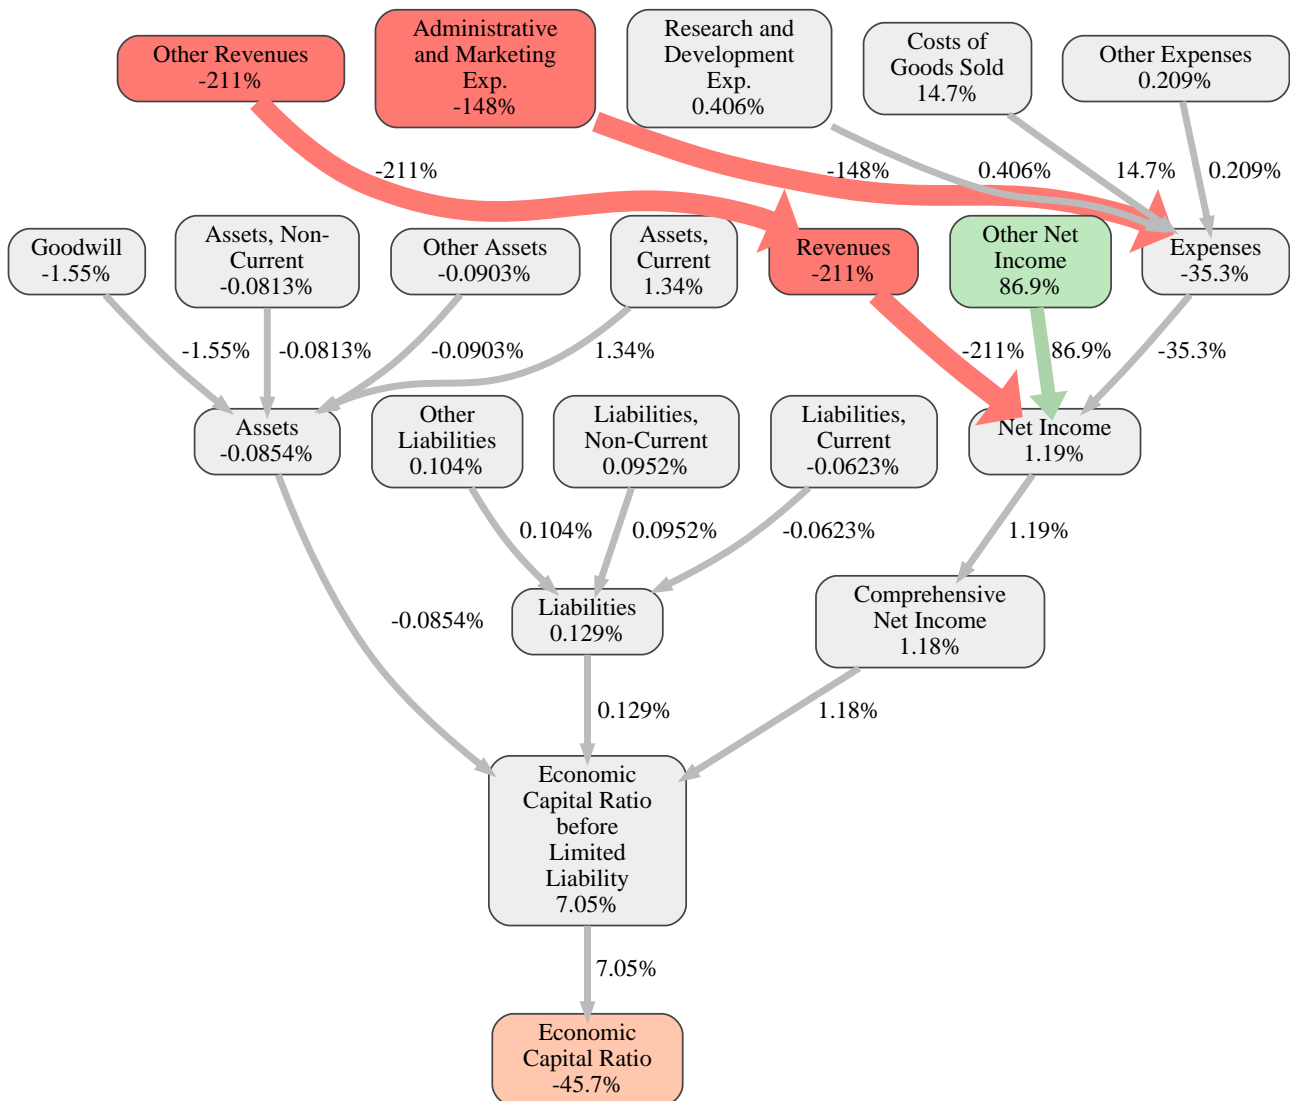 Other Revenues
-211%
Administrative
and Marketing
Exp.
-148%
Research and
Development
Exp.
0.406%
Costs of
Goods Sold
14.7%
Other Expenses
0.209%
-211%
-148%
0.406%
14.7%
0.209%
Goodwill
-1.55%
Assets, Non-
Current
-0.0813%
Other Assets
-0.0903%
Assets,
Current
1.34%
Revenues
-211%
Other Net
Income
86.9%
Expenses
-35.3%
-1.55%
-0.0813%
-0.0903%
1.34%
-211%
86.9%
-35.3%
Assets
-0.0854%
Other
Liabilities
0.104%
Liabilities,
Non-Current
0.0952%
Liabilities,
Current
-0.0623%
Net Income
1.19%
0.104%
0.0952%
-0.0623%
1.19%
-0.0854%
Liabilities
0.129%
Comprehensive
Net Income
1.18%
0.129%
1.18%
Economic
Capital Ratio
before
Limited
Liability
7.05%
7.05%
Economic
Capital Ratio
-45.7%